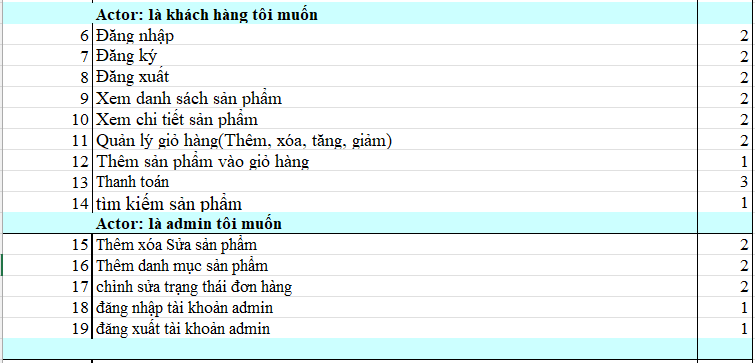 Actor: là khách hàng tôi muốn
6 Đăng nhập 2
7 Đăng ký 2
8 Đăng xuất 2
9 Xem danh sách sản phẩm 2
10 Xem chi tiết sản phẩm 2
11 Quản lý giỏ hàng(Thêm, xóa, tăng, giảm) 2
12 Thêm sản phẩm vào giỏ hàng 1
13 Thanh toán 3
14 tìm kiếm sản phẩm 1
Actor: là admin tôi muốn
15 Thêm xóa Sửa sản phẩm 2
16 Thêm danh mục sản phẩm 2
17 chỉnh sửa trạng thái đơn hàng 2
18 đăng nhập tài khoản admin 1
19 đăng xuất tài khoản admin 1